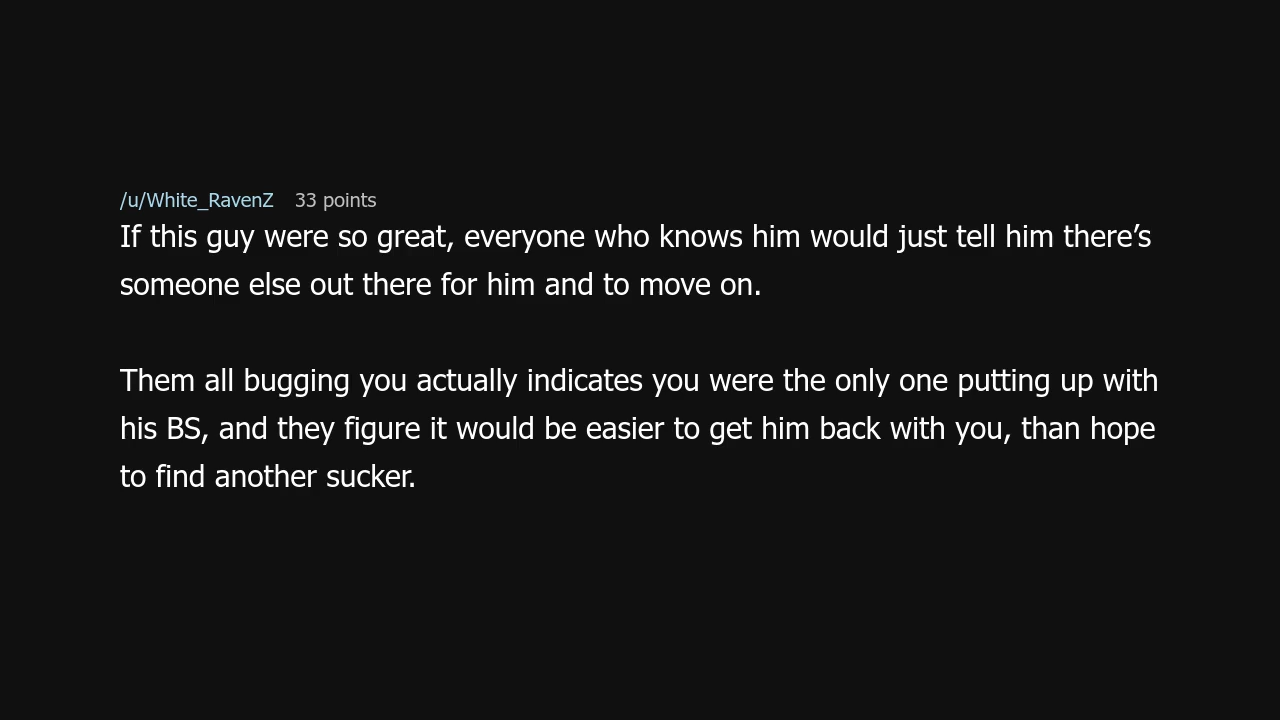 /u/White_RavenZ 33 points
If this guy were so great, everyone who knows him would just tell him there’s
someone else out there for him and to move on.
Them all bugging you actually indicates you were the only one putting up with
his BS, and they figure it would be easier to get him back with you, than hope
to find another sucker.